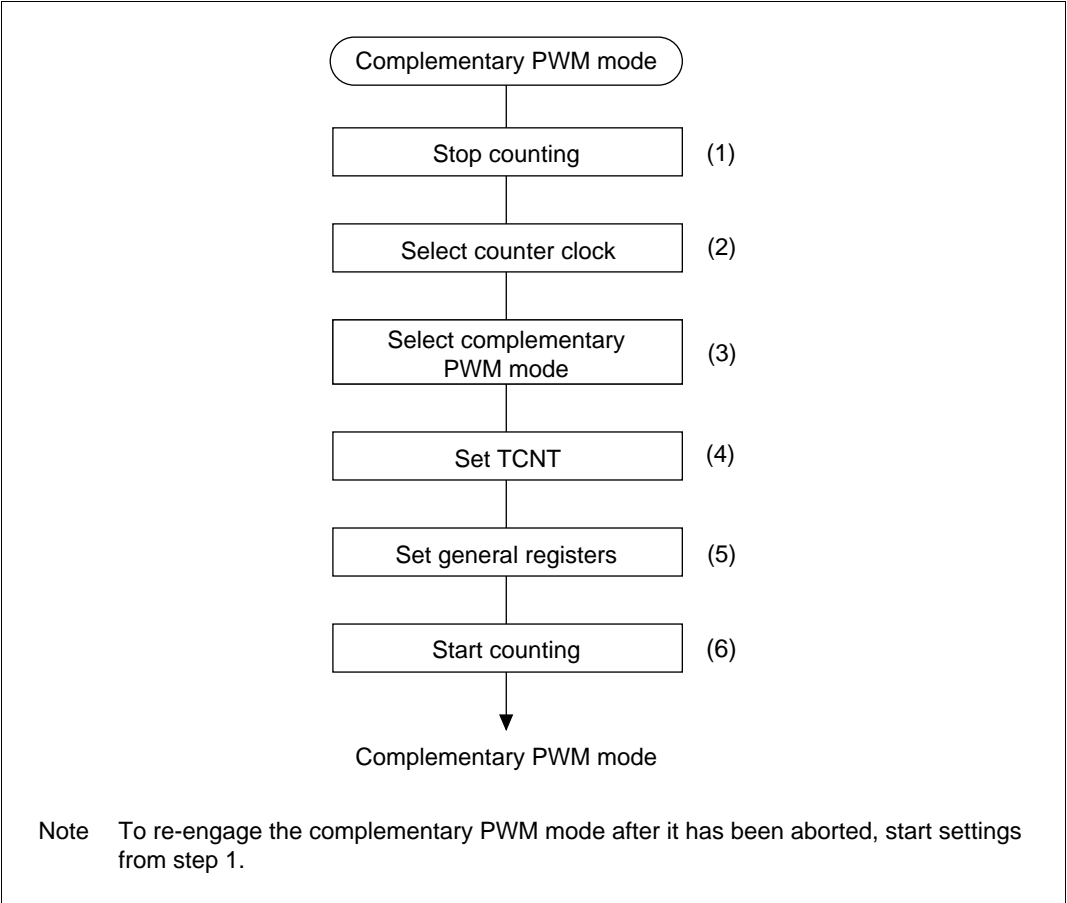 Complementary PWM mode
Stop counting (1)
Select counter clock (2)
Select complementary
PWM mode (3)
Set TCNT (4)
Set general registers (5)
Start counting (6)
Complementary PWM mode
Note To re-engage the complementary PWM mode after it has been aborted, start settings
from step 1.